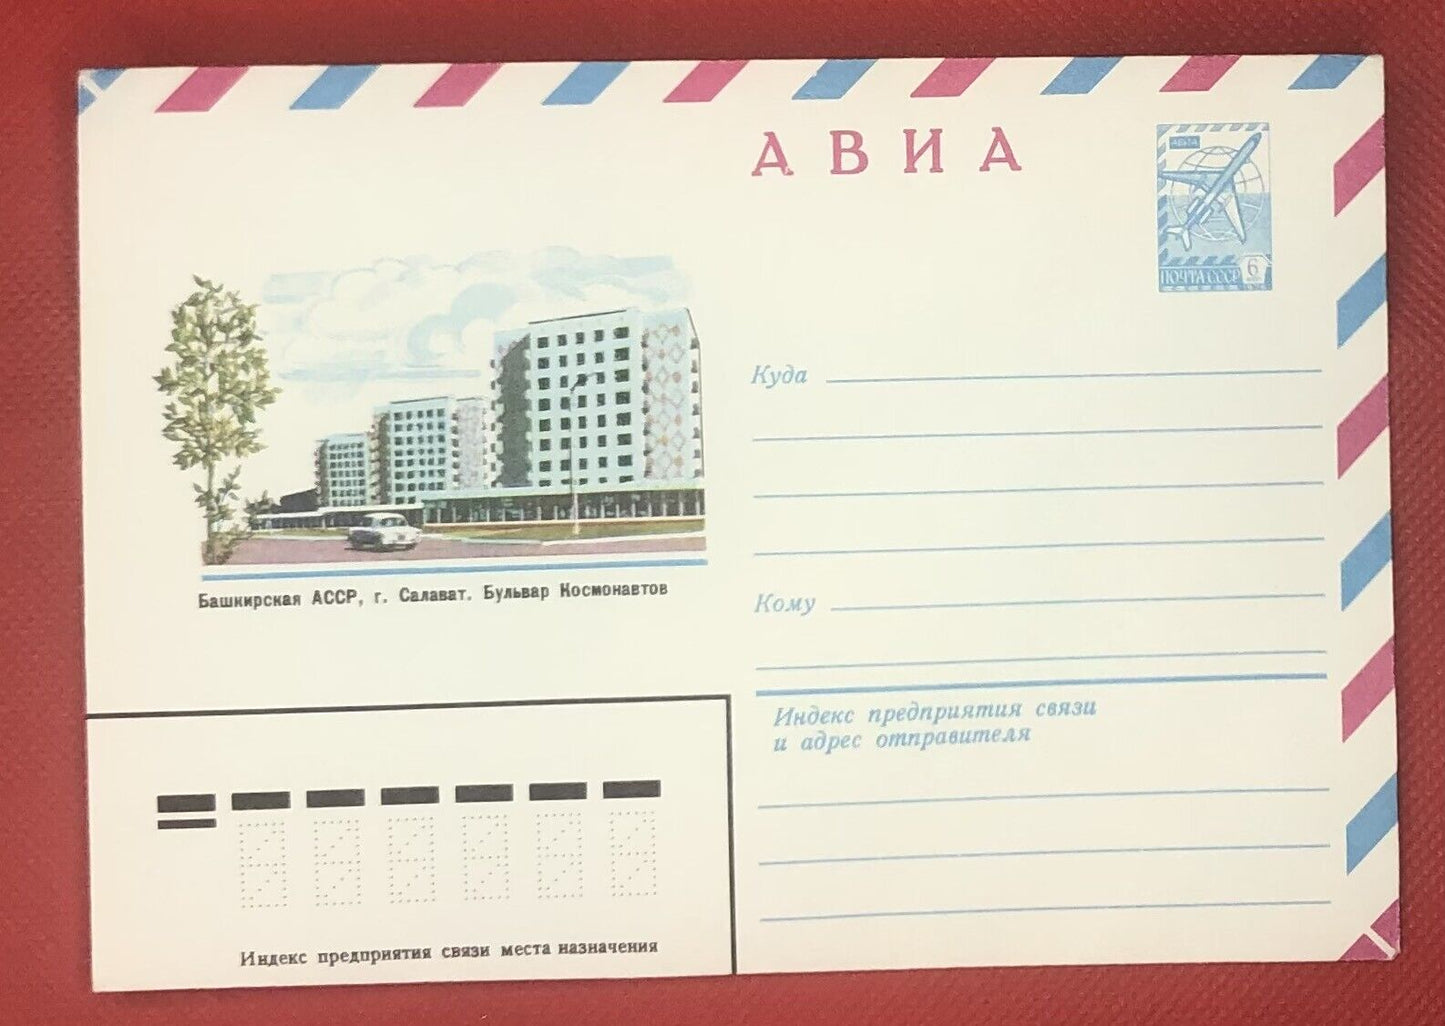 АВИА
АВИА
ПОЧТА СССР 6
Куда
Башкирская АССР, г. Салават. Бульвар Космонавтов
Кому
Индекс предприятия связи
и адрес отправителя
Индекс предприятия связи места назначения